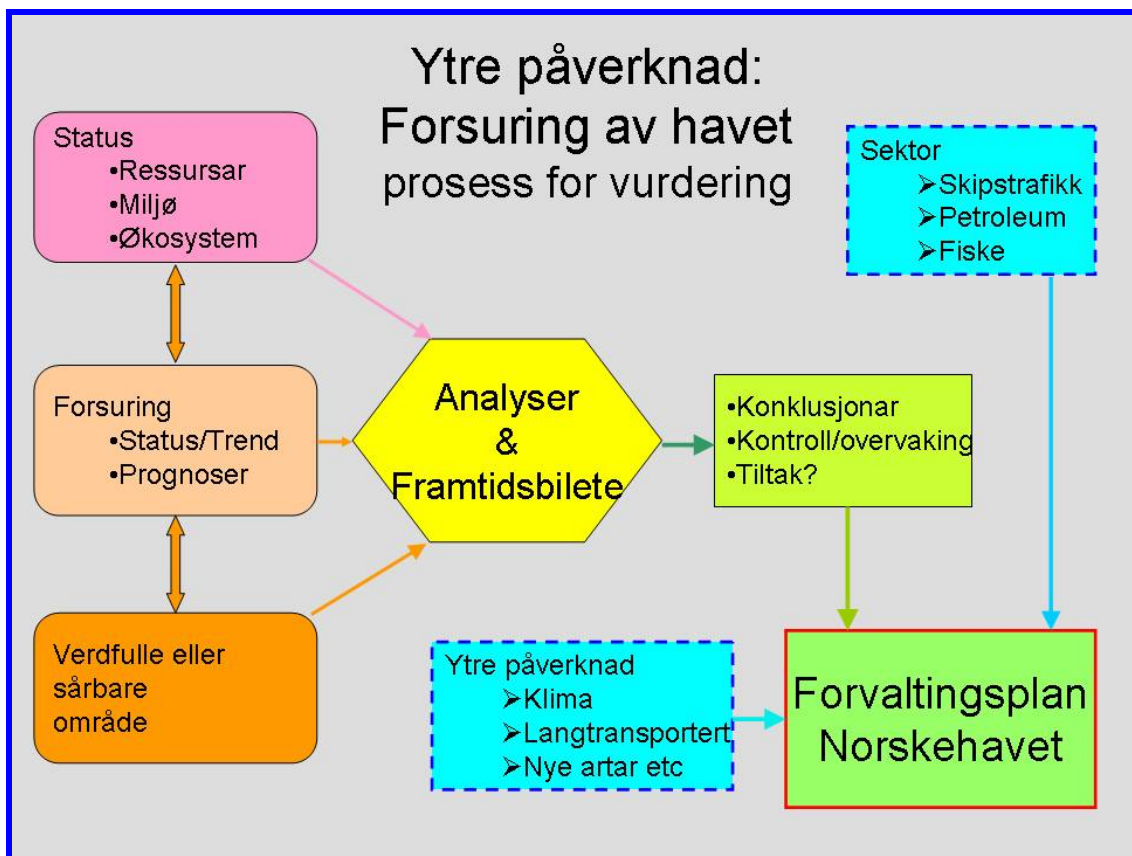 Ytre påverknad:
Forsuring av havet
prosess for vurdering
Status
•Ressursar
•Miljø
•Økosystem
Sektor
➢Skipstrafikk
➢Petroleum
➢Fiske
Forsuring
•Status/Trend
•Prognoser
Analyser
&
Framtidsbilete
•Konklusjonar
•Kontroll/overvaking
•Tiltak?
Verdfulle eller
sårbare
område
Ytre påverknad
➢Klima
➢Langtransportert
➢Nye artar etc
Forvaltingsplan
Norskehavet